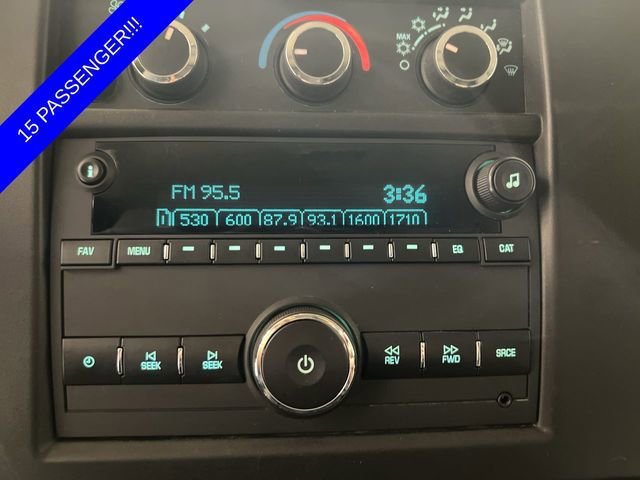 15 PASSENGER!!!
MAX
i
FM 95.5 3:36
530 600 87.9 93.1 1600 1710
FAV MENU EQ CAT
SEEK SEEK REV FWD SRCE